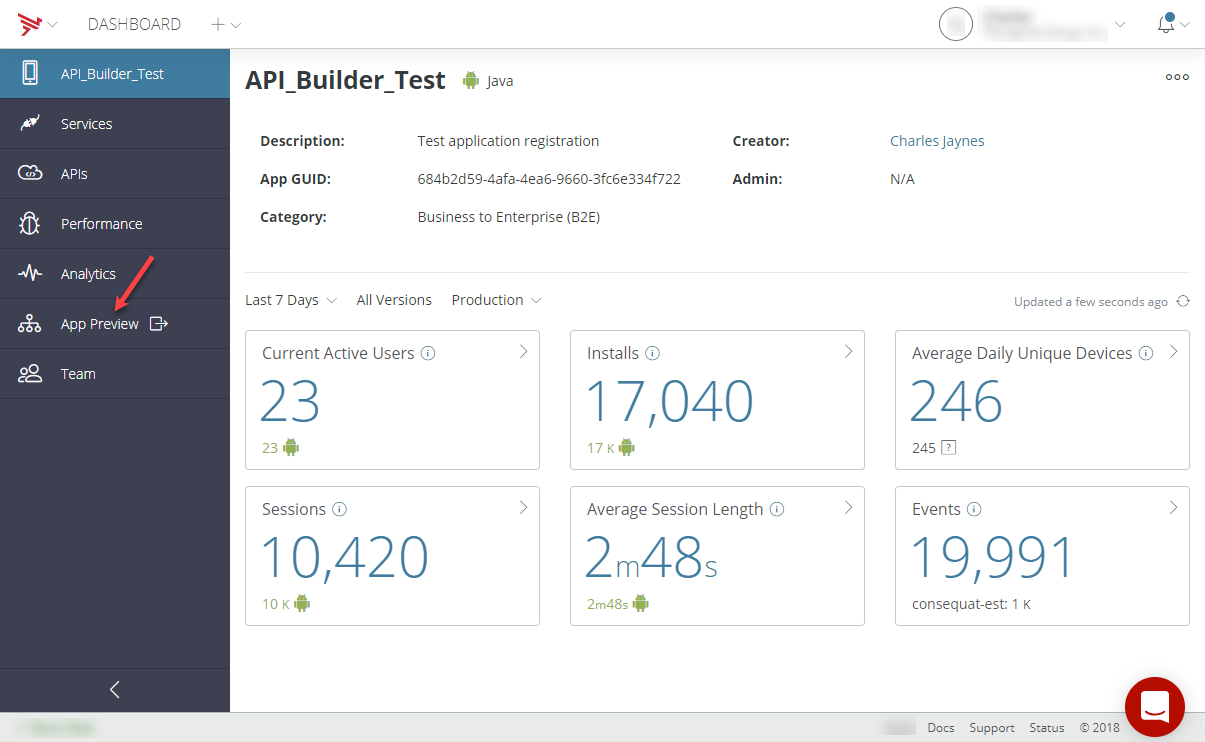 DASHBOARD
API_Builder_Test
Services
APIs
Performance
Analytics
App Preview
Team
API_Builder_Test Java
Description: Test application registration
Creator: Charles Jaynes
App GUID: 684b2d59-4afa-4ea6-9660-3fc6e334f722
Admin: N/A
Category: Business to Enterprise (B2E)
Last 7 Days All Versions Production
Updated a few seconds ago
Current Active Users
23
23
Installs
17,040
17 K
Average Daily Unique Devices
246
245 ?
Sessions
10,420
10 K
Average Session Length
2m48s
2m48s
Events
19,991
consequat-est: 1 K
Docs Support Status © 2018